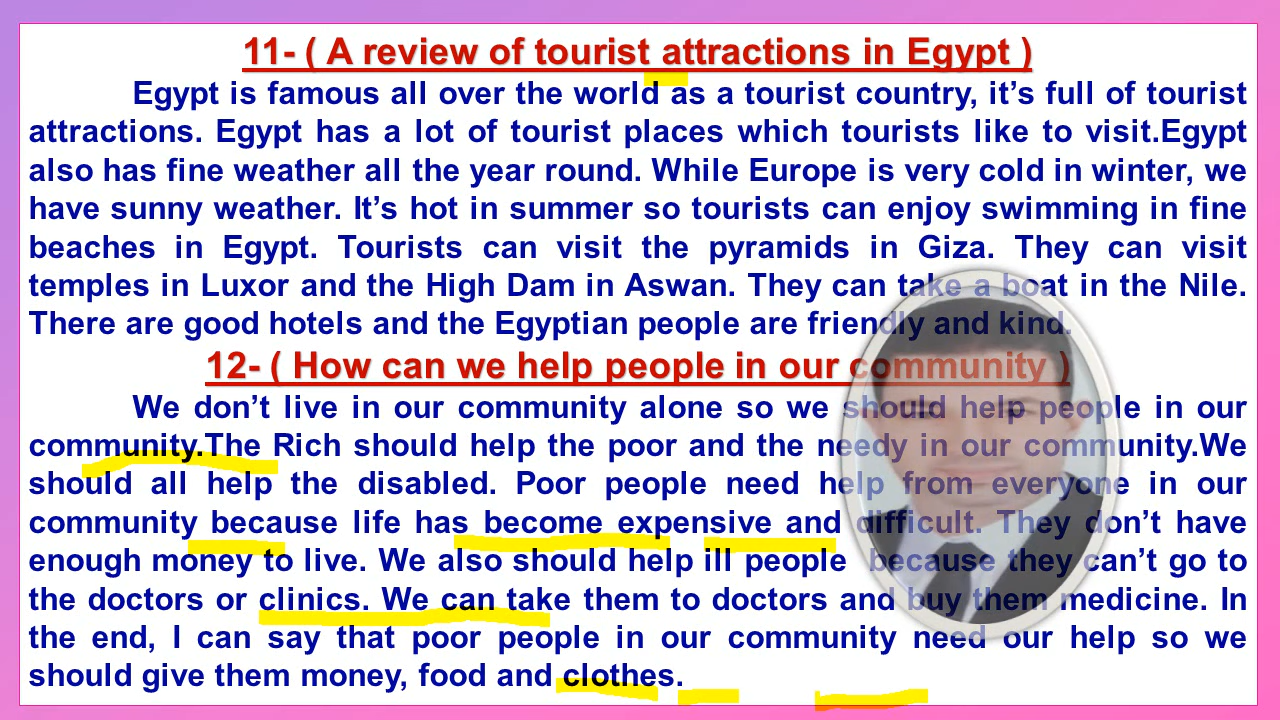 11- ( A review of tourist attractions in Egypt )
Egypt is famous all over the world as a tourist country, it’s full of tourist
attractions. Egypt has a lot of tourist places which tourists like to visit.Egypt
also has fine weather all the year round. While Europe is very cold in winter, we
have sunny weather. It’s hot in summer so tourists can enjoy swimming in fine
beaches in Egypt. Tourists can visit the pyramids in Giza. They can visit
temples in Luxor and the High Dam in Aswan. They can take a boat in the Nile.
There are good hotels and the Egyptian people are friendly and kind.
12- ( How can we help people in our community )
We don’t live in our community alone so we should help people in our
community.The Rich should help the poor and the needy in our community.We
should all help the disabled. Poor people need help from everyone in our
community because life has become expensive and difficult. They don’t have
enough money to live. We also should help ill people because they can’t go to
the doctors or clinics. We can take them to doctors and buy them medicine. In
the end, I can say that poor people in our community need our help so we
should give them money, food and clothes.